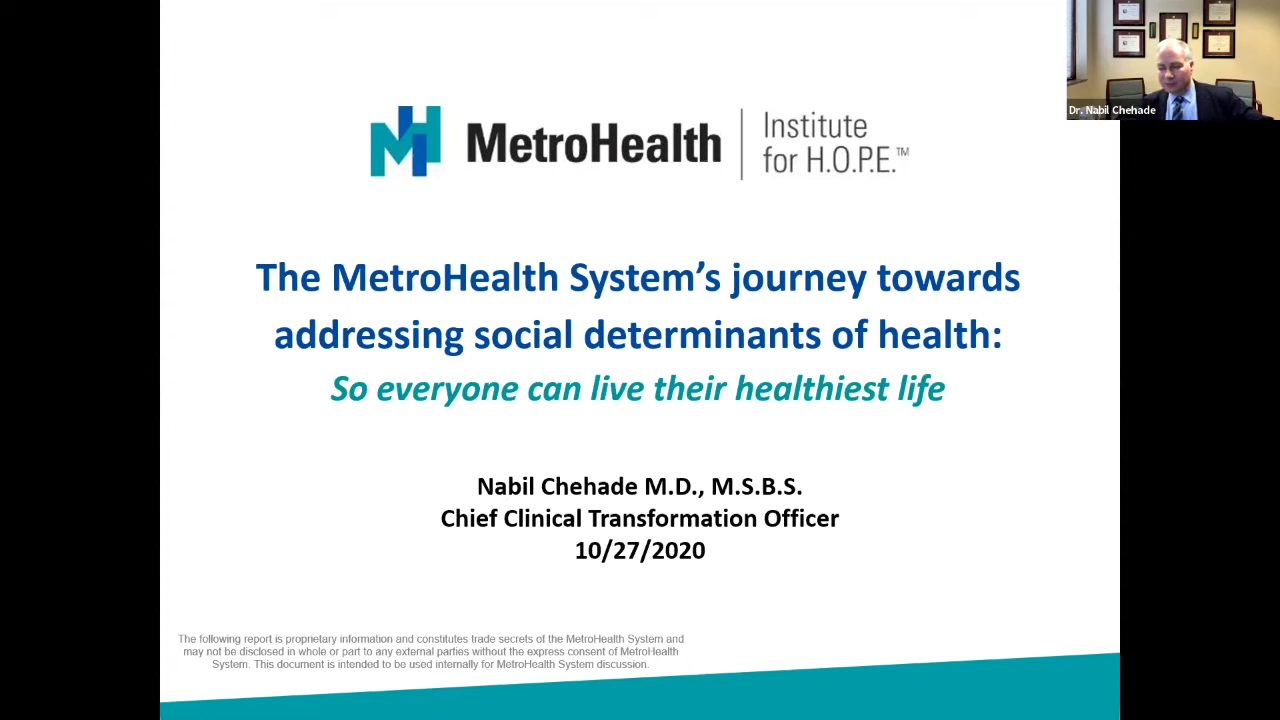 Dr. Nabil Chehade
MetroHealth
Institute
for H.O.P.E.™
The MetroHealth System’s journey towards
addressing social determinants of health:
So everyone can live their healthiest life
Nabil Chehade M.D., M.S.B.S.
Chief Clinical Transformation Officer
10/27/2020
The following report is proprietary information and constitutes trade secrets of the MetroHealth System and
may not be disclosed in whole or part to any external parties without the express consent of MetroHealth
System. This document is intended to be used internally for MetroHealth System discussion.